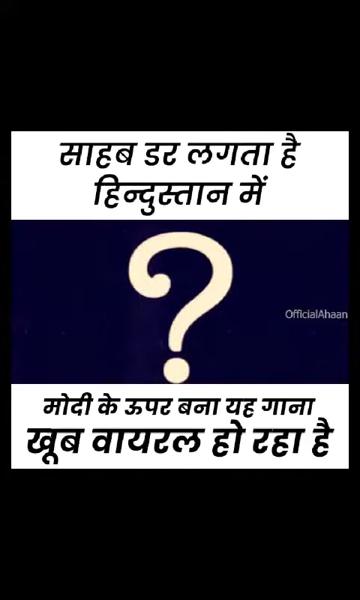 साहब डर लगता है
हिन्दुस्तान में
?
OfficialAhaan
मोदी के ऊपर बना यह गाना
खूब वायरल हो रहा है